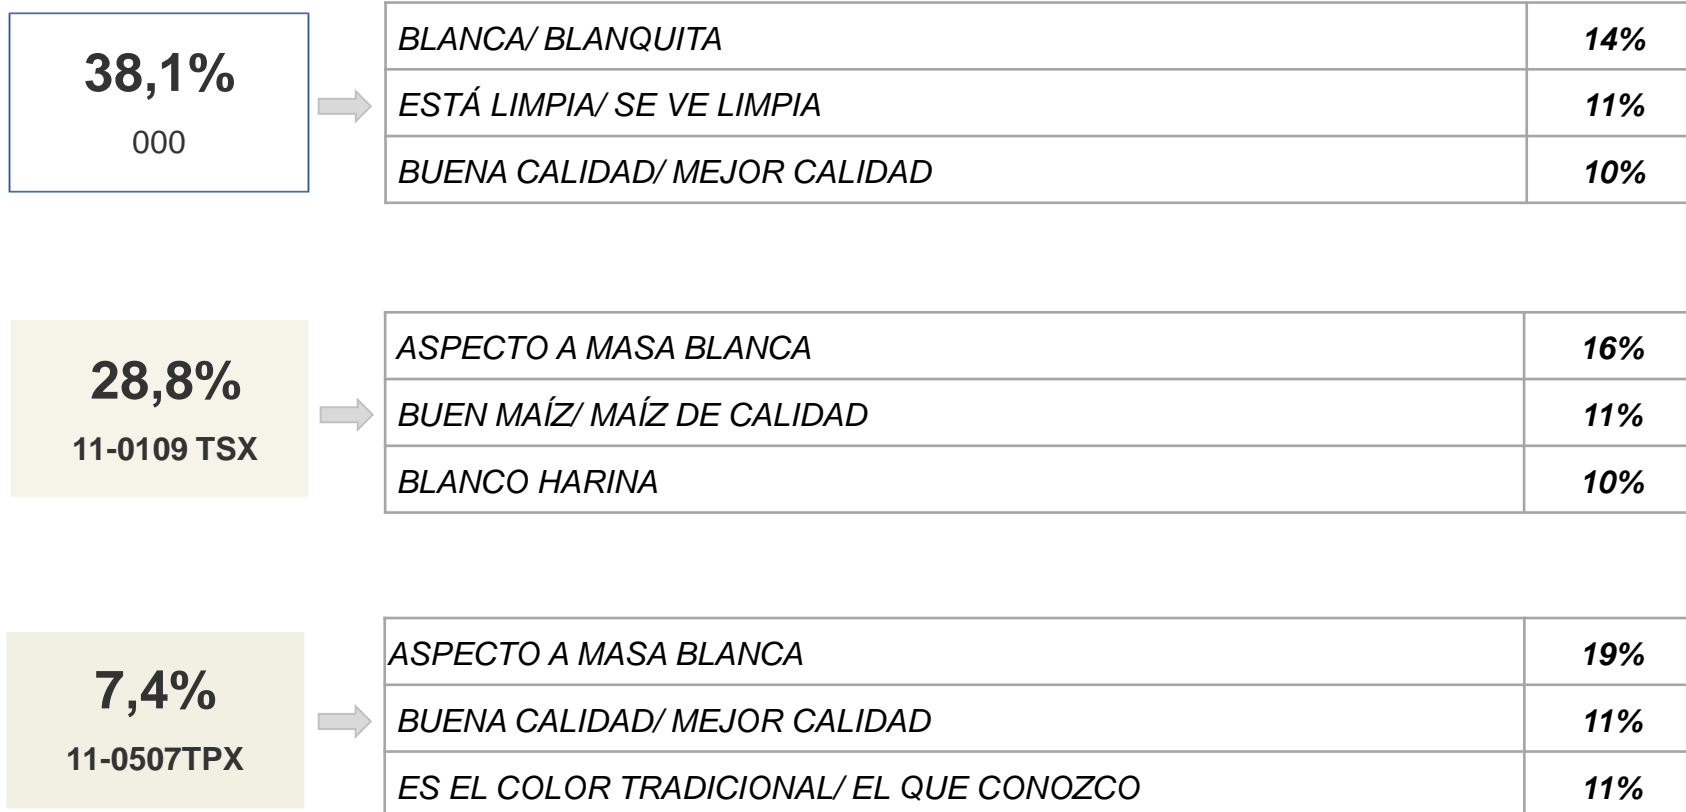 38,1%
000
BLANCA/ BLANQUITA 14%
ESTÁ LIMPIA/ SE VE LIMPIA 11%
BUENA CALIDAD/ MEJOR CALIDAD 10%
28,8%
11-0109 TSX
ASPECTO A MASA BLANCA 16%
BUEN MAÍZ/ MAÍZ DE CALIDAD 11%
BLANCO HARINA 10%
7,4%
11-0507TPX
ASPECTO A MASA BLANCA 19%
BUENA CALIDAD/ MEJOR CALIDAD 11%
ES EL COLOR TRADICIONAL/ EL QUE CONOZCO 11%